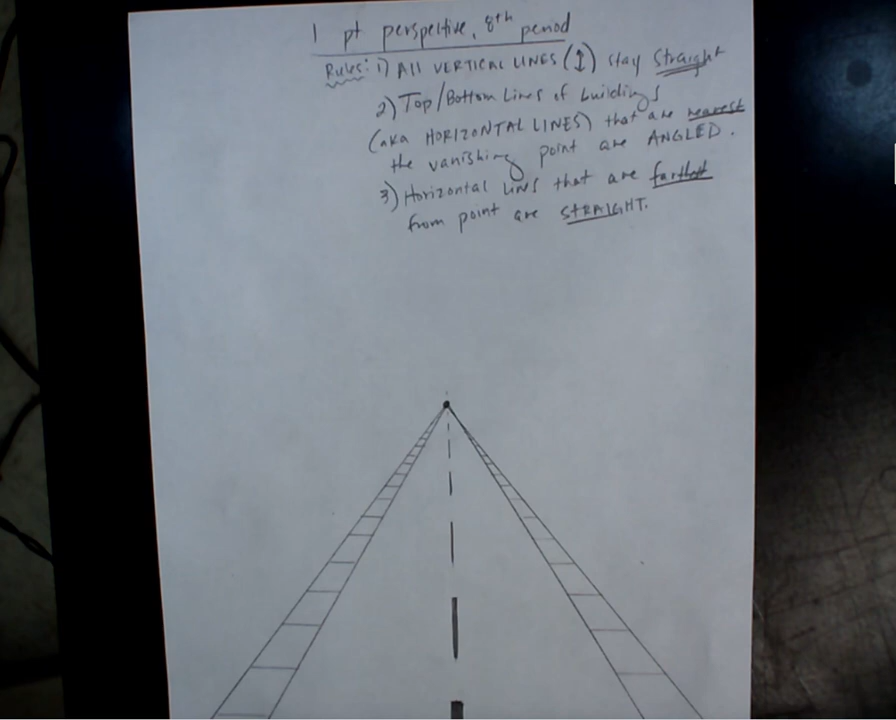 1 pt perspective, 8th period
Rules: 1) All VERTICAL LINES (↕) stay straight
2) Top/Bottom Lines of buildings
(aka HORIZONTAL LINES) that are nearest
the vanishing point are ANGLED.
3) Horizontal Lines that are farthest
from point are STRAIGHT.